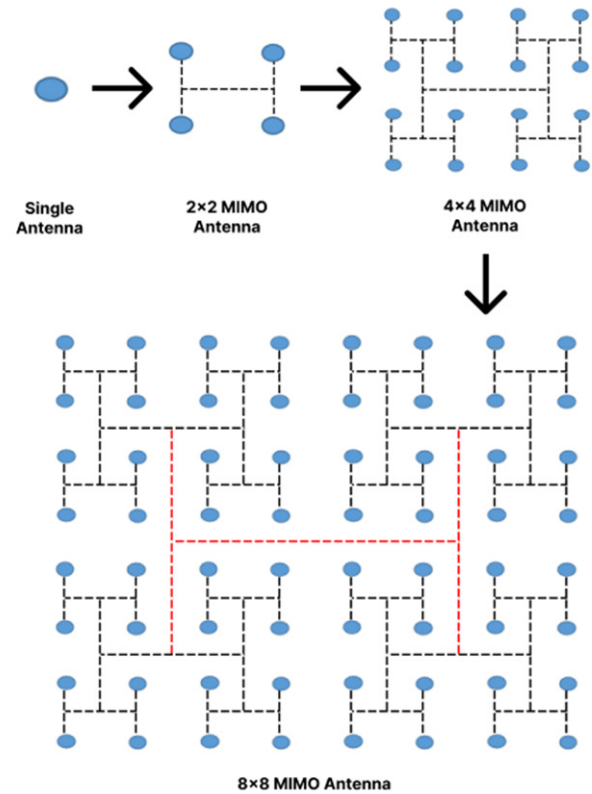 Single
Antenna
2×2 MIMO
Antenna
4×4 MIMO
Antenna
8×8 MIMO Antenna